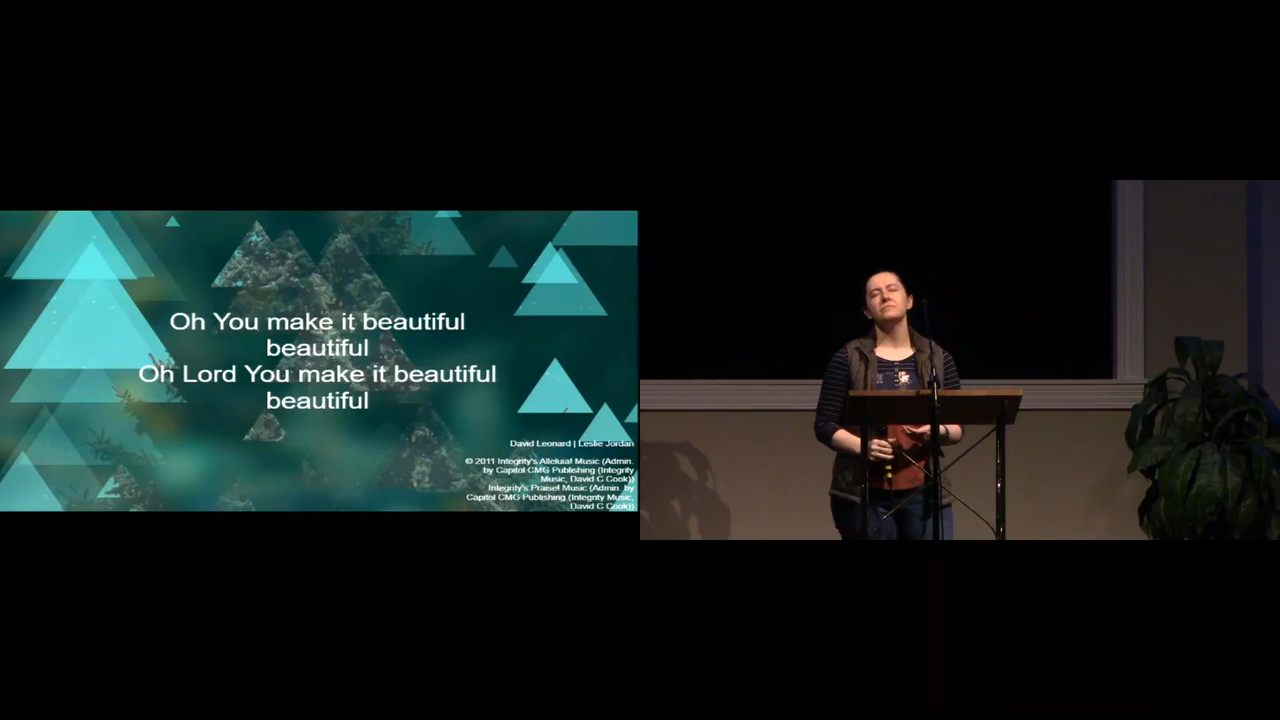 Oh You make it beautiful
beautiful
Oh Lord You make it beautiful
beautiful
David Leonard | Leslie Jordan
© 2011 Integrity's Alleluia! Music (Admin.
by Capitol CMG Publishing (Integrity
Music, David C Cook))
Integrity's Praise! Music (Admin. by
Capitol CMG Publishing (Integrity Music,
David C Cook))